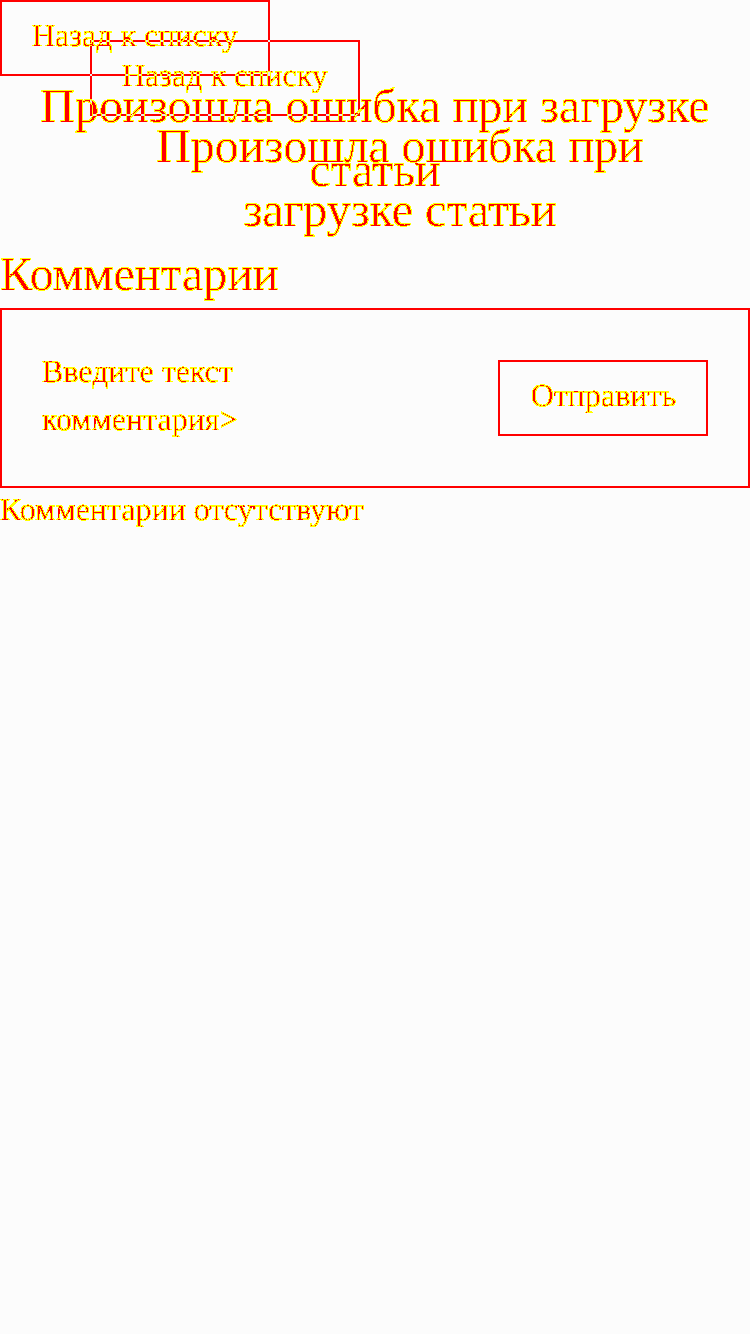 Назад к списку
Назад к списку
Произошла ошибка при загрузке
Произошла ошибка при
статьи
загрузке статьи
Комментарии
Введите текст
комментария>
Отправить
Комментарии отсутствуют